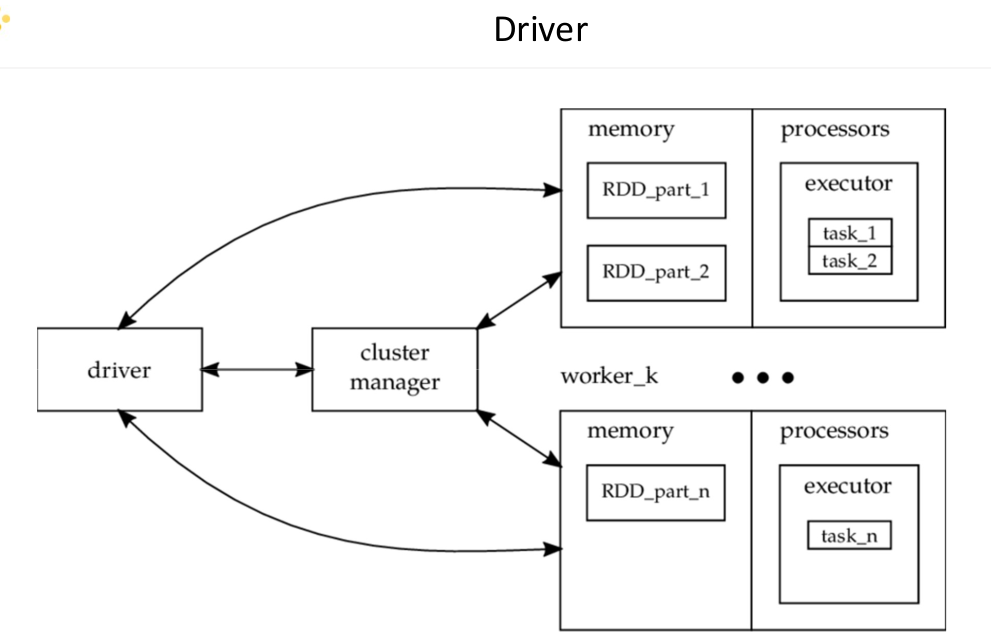 Driver
memory
processors
RDD_part_1
executor
task_1
task_2
RDD_part_2
driver
cluster
manager
worker_k
memory
processors
RDD_part_n
executor
task_n